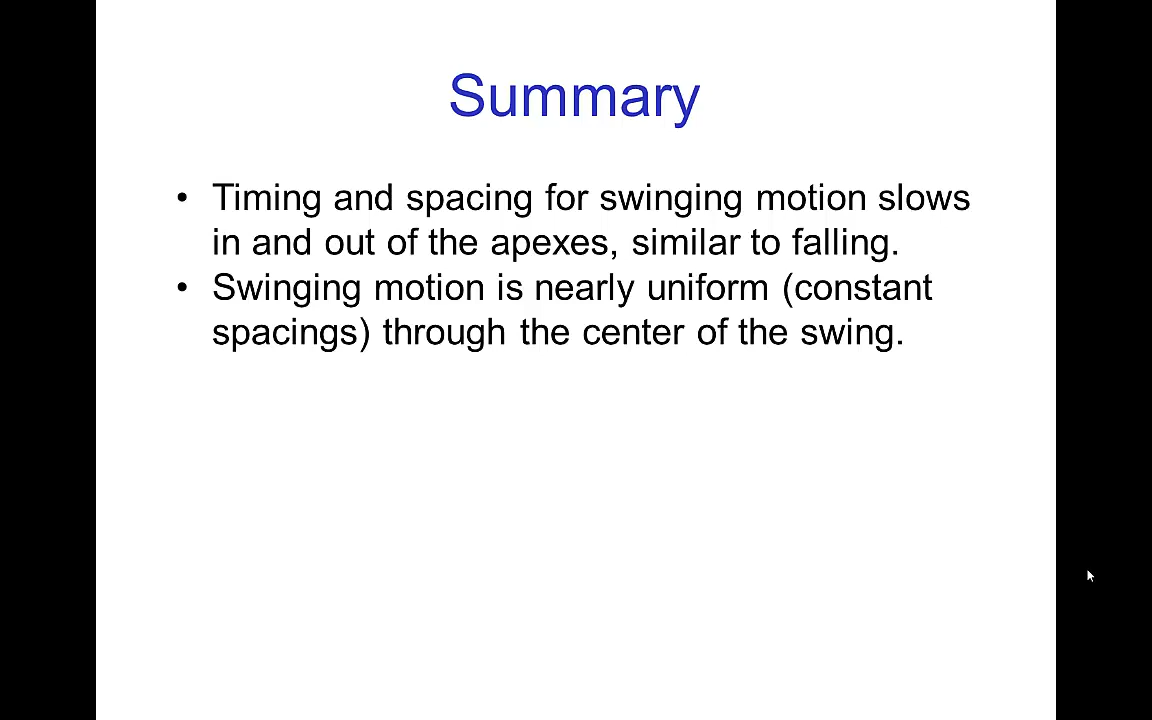 Summary
• Timing and spacing for swinging motion slows
in and out of the apexes, similar to falling.
• Swinging motion is nearly uniform (constant
spacings) through the center of the swing.